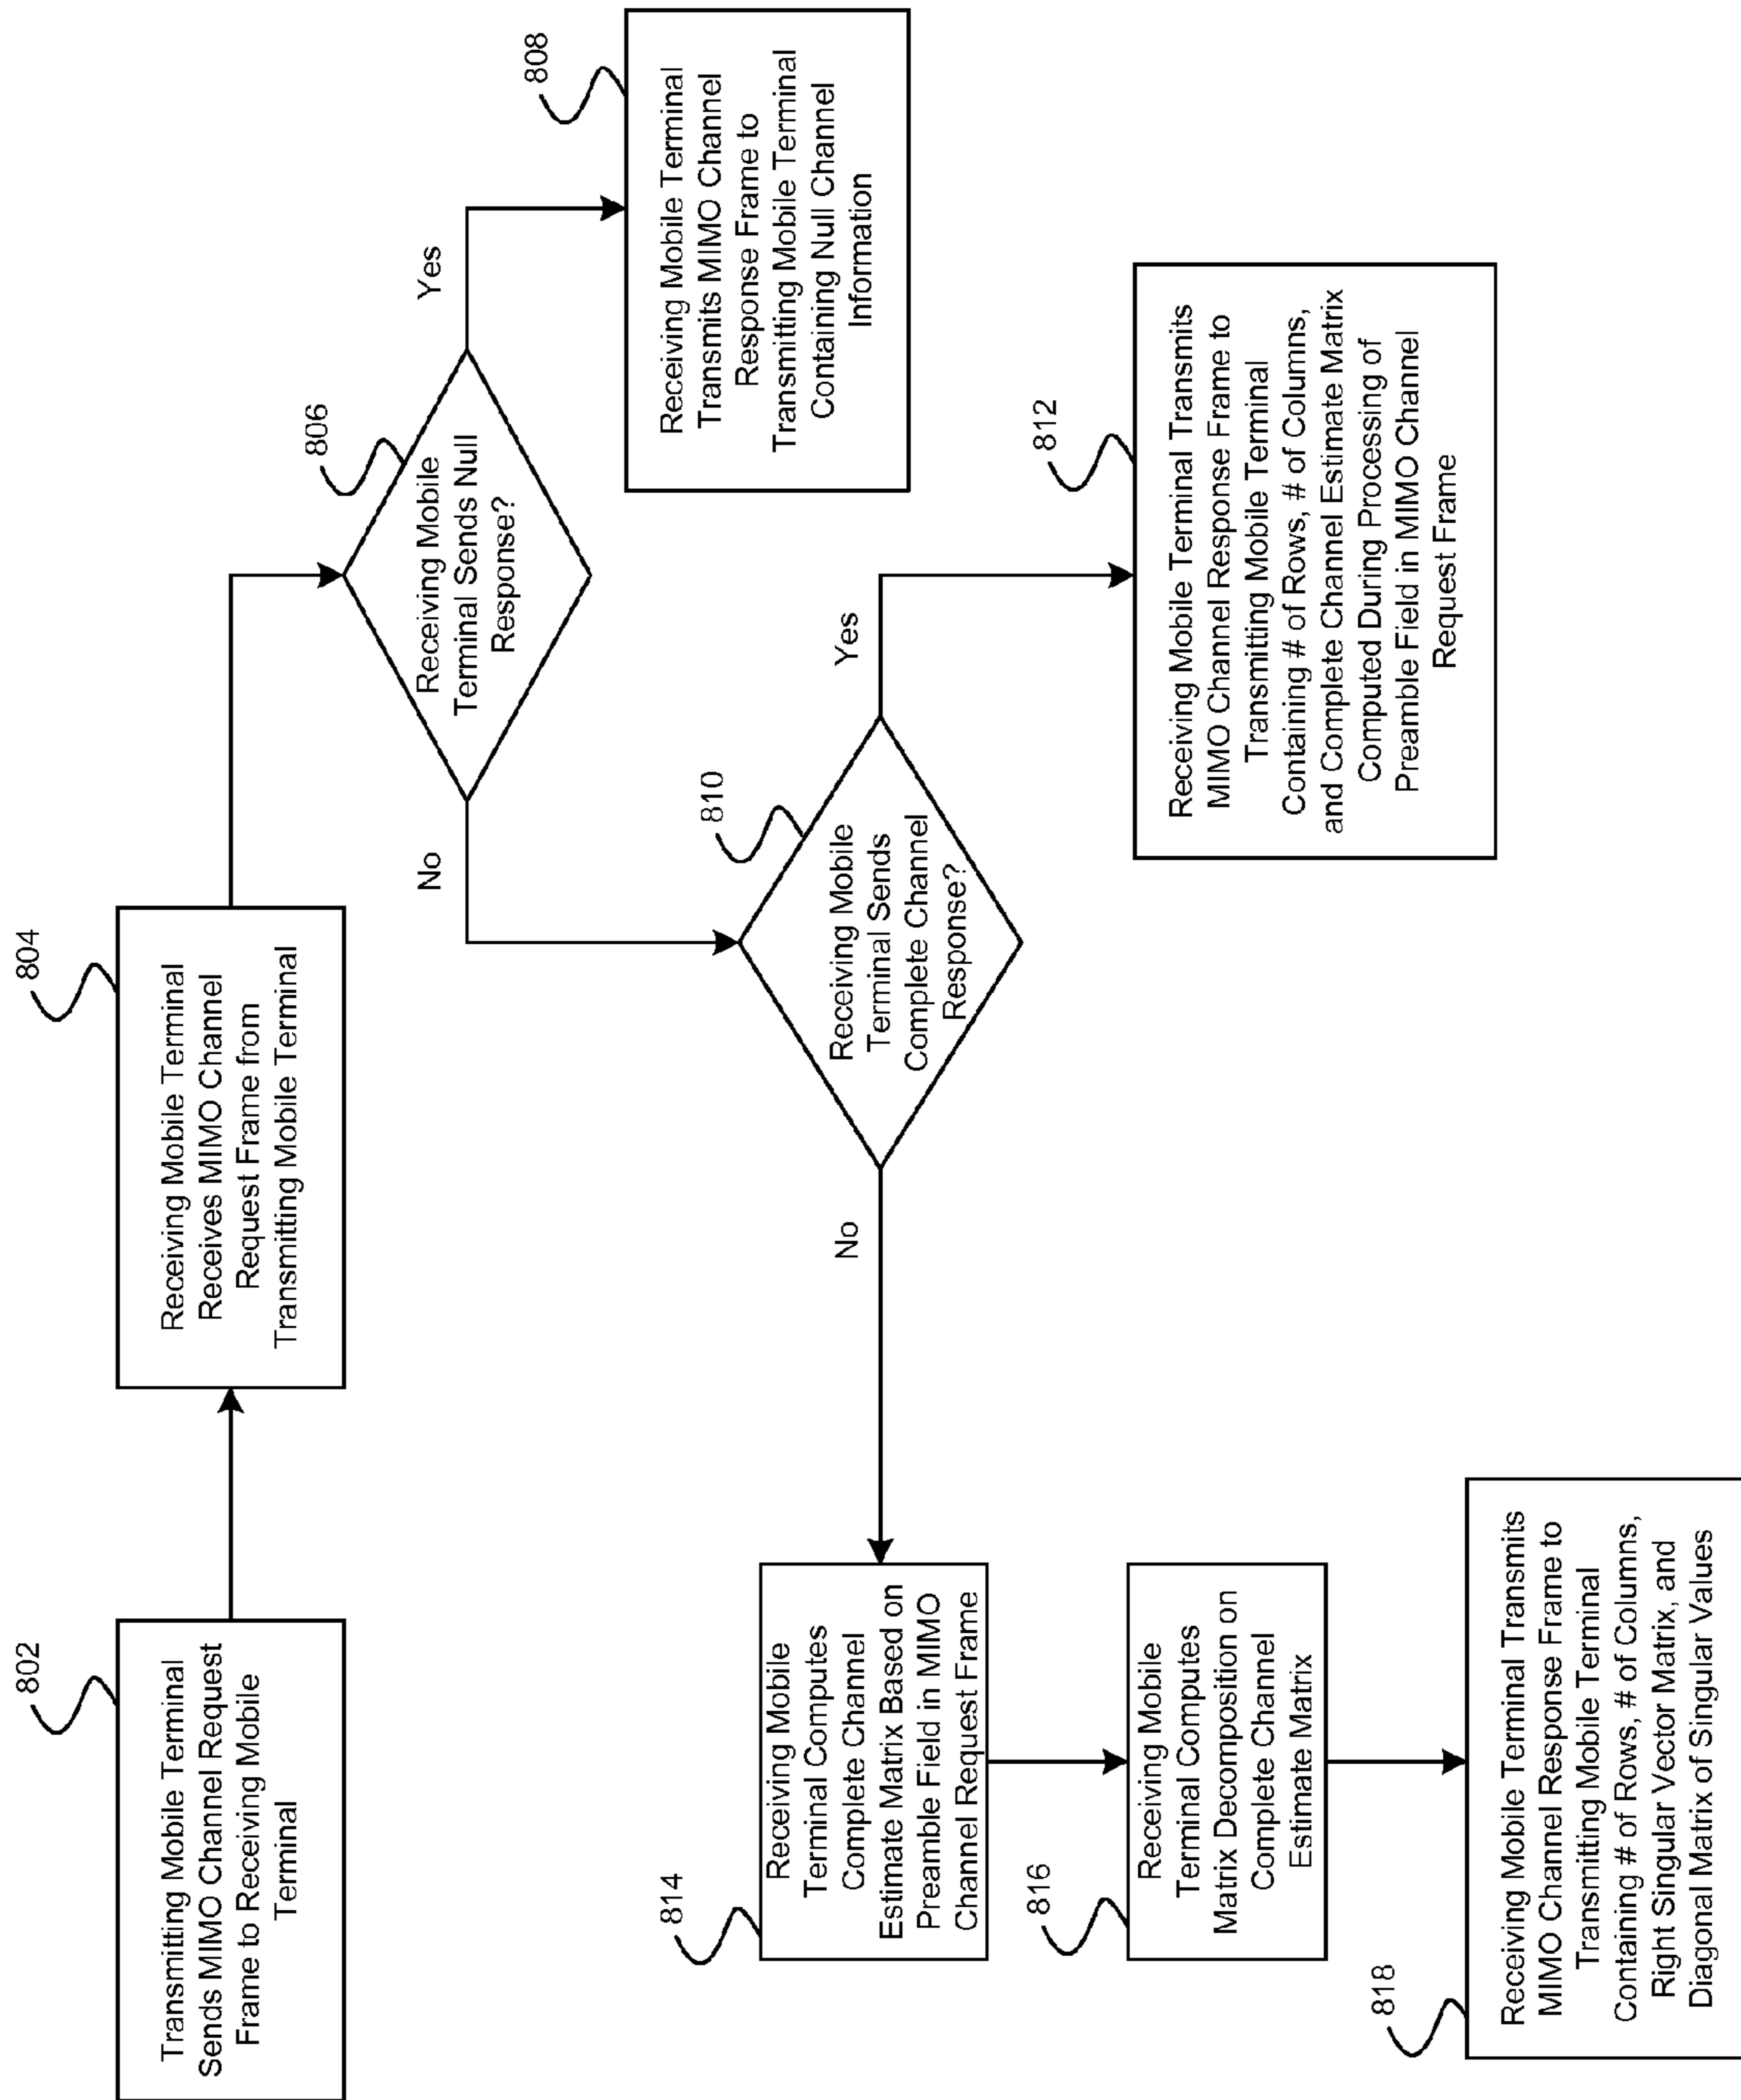 802
Transmitting Mobile Terminal
Sends MIMO Channel Request
Frame to Receiving Mobile
Terminal
804
Receiving Mobile Terminal
Receives MIMO Channel
Request Frame from
Transmitting Mobile Terminal
806
Receiving Mobile
Terminal Sends Null
Response?
Yes
No
808
Receiving Mobile Terminal
Transmits MIMO Channel
Response Frame to
Transmitting Mobile Terminal
Containing Null Channel
Information
810
Receiving Mobile
Terminal Sends
Complete Channel
Response?
Yes
No
812
Receiving Mobile Terminal Transmits
MIMO Channel Response Frame to
Transmitting Mobile Terminal
Containing # of Rows, # of Columns,
and Complete Channel Estimate Matrix
Computed During Processing of
Preamble Field in MIMO Channel
Request Frame
814
Receiving Mobile
Terminal Computes
Complete Channel
Estimate Matrix Based on
Preamble Field in MIMO
Channel Request Frame
816
Receiving Mobile
Terminal Computes
Matrix Decomposition on
Complete Channel
Estimate Matrix
818
Receiving Mobile Terminal Transmits
MIMO Channel Response Frame to
Transmitting Mobile Terminal
Containing # of Rows, # of Columns,
Right Singular Vector Matrix, and
Diagonal Matrix of Singular Values